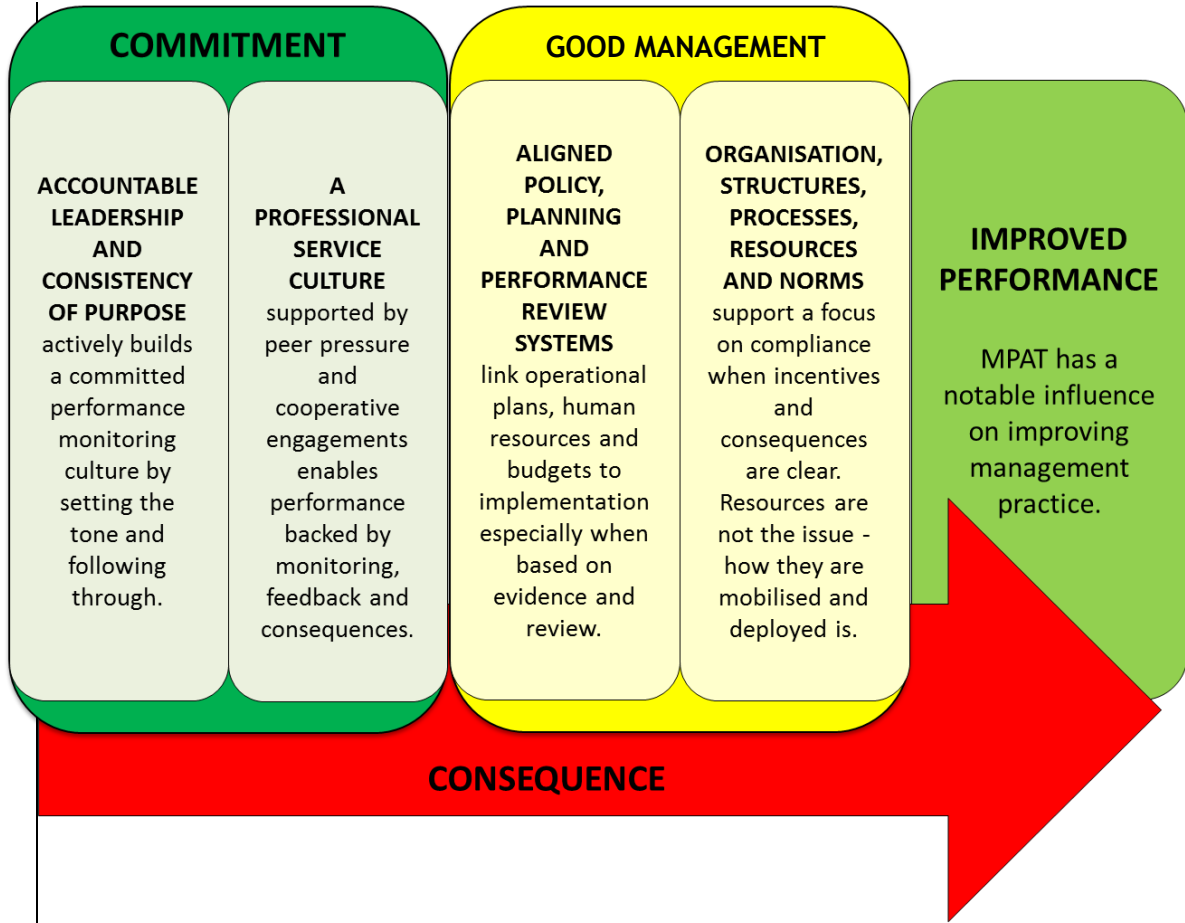 COMMITMENT
ACCOUNTABLE
LEADERSHIP
AND
CONSISTENCY
OF PURPOSE
actively builds
a committed
performance
monitoring
culture by
setting the
tone and
following
through.
A
PROFESSIONAL
SERVICE
CULTURE
supported by
peer pressure
and
cooperative
engagements
enables
performance
backed by
monitoring,
feedback and
consequences.
GOOD MANAGEMENT
ALIGNED
POLICY,
PLANNING
AND
PERFORMANCE
REVIEW
SYSTEMS
link operational
plans, human
resources and
budgets to
implementation
especially when
based on
evidence and
review.
ORGANISATION,
STRUCTURES,
PROCESSES,
RESOURCES
AND NORMS
support a focus
on compliance
when incentives
and
consequences
are clear.
Resources are
not the issue -
how they are
mobilised and
deployed is.
IMPROVED
PERFORMANCE
MPAT has a
notable influence
on improving
management
practice.
CONSEQUENCE